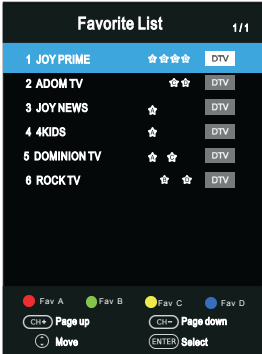 Favorite List 1/1
1 JOY PRIME DTV
2 ADOM TV DTV
3 JOY NEWS DTV
4 4KIDS DTV
5 DOMINION TV DTV
6 ROCK TV DTV
Fav A Fav B Fav C Fav D
CH+ Page up CH- Page down
Move ENTER Select